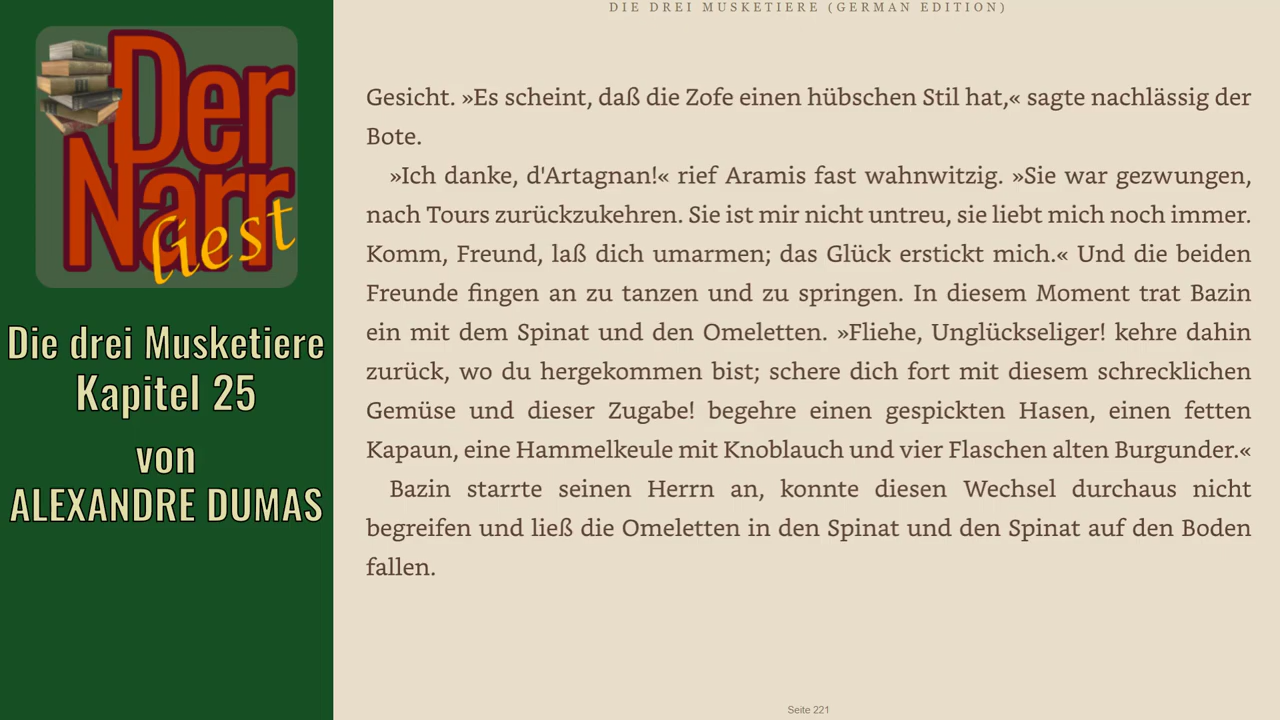 Der
Narr
liest
Die drei Musketiere
Kapitel 25
von
ALEXANDRE DUMAS
DIE DREI MUSKETIERE (GERMAN EDITION)
Gesicht. »Es scheint, daß die Zofe einen hübschen Stil hat,« sagte nachlässig der
Bote.
»Ich danke, d'Artagnan!« rief Aramis fast wahnwitzig. »Sie war gezwungen,
nach Tours zurückzukehren. Sie ist mir nicht untreu, sie liebt mich noch immer.
Komm, Freund, laß dich umarmen; das Glück erstickt mich.« Und die beiden
Freunde fingen an zu tanzen und zu springen. In diesem Moment trat Bazin
ein mit dem Spinat und den Omeletten. »Fliehe, Unglückseliger! kehre dahin
zurück, wo du hergekommen bist; schere dich fort mit diesem schrecklichen
Gemüse und dieser Zugabe! begehre einen gespickten Hasen, einen fetten
Kapaun, eine Hammelkeule mit Knoblauch und vier Flaschen alten Burgunder.«
Bazin starrte seinen Herrn an, konnte diesen Wechsel durchaus nicht
begreifen und ließ die Omeletten in den Spinat und den Spinat auf den Boden
fallen.
Seite 221